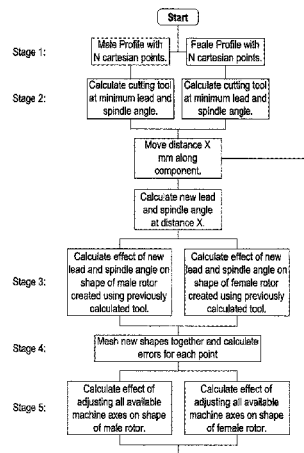 Start
Stage 1:
Male Profile with
N cartesian points.
Feale Profile with
N cartesian points.
Stage 2:
Calculate cutting tool
at minimum lead and
spindle angle.
Calculate cutting tool
at minimum lead and
spindle angle.
Move distance X
mm along
component.
Calculate new lead
and spindle angle
at distance X.
Stage 3:
Calculate effect of new
lead and spindle angle on
shape of male rotor
created using previously
calculated tool.
Calculate effect of new
lead and spindle angle on
shape of female rotor
created using previously
calculated tool.
Stage 4:
Mesh new shapes together and calculate
errors for each point
Stage 5:
Calculate effect of
adjusting all available
machine axes on shape
of male rotor.
Calculate effect of
adjusting all available
machine axes on shape
of female rotor.